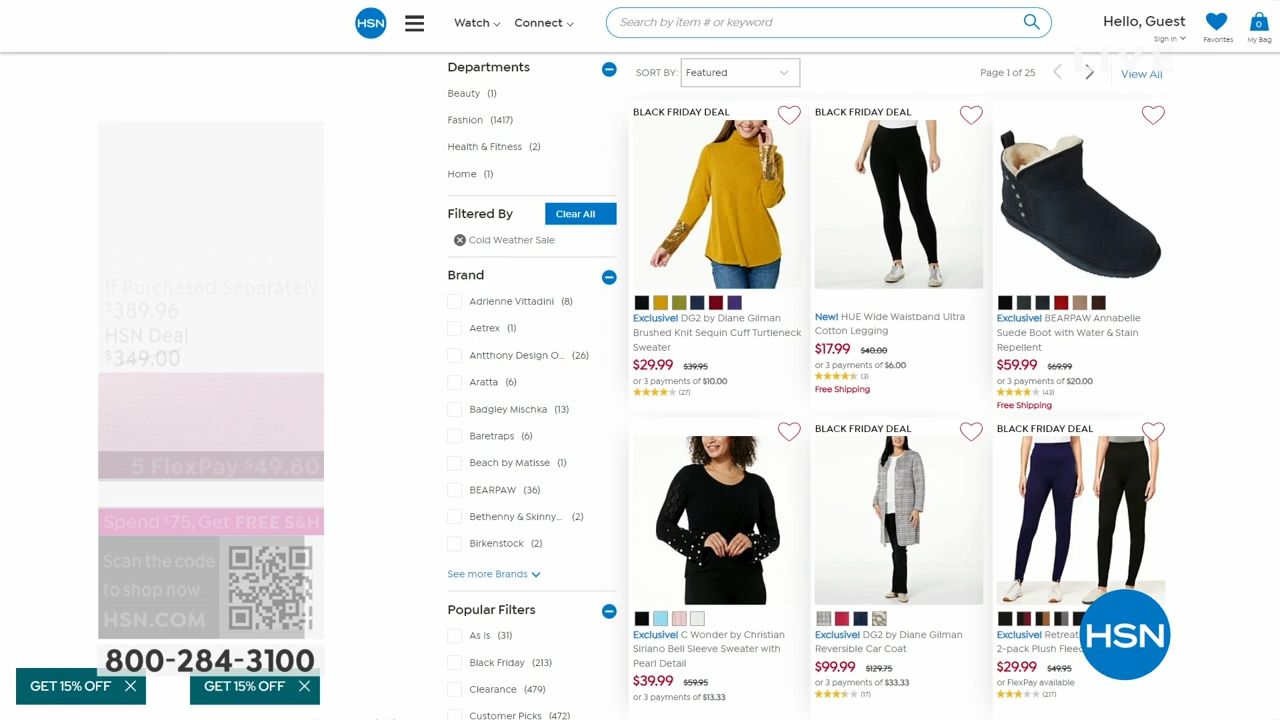 HSN
Watch
Connect
Search by item # or keyword
Hello, Guest
Sign In
Favorites
0
My Bag
LIVE
Departments
Beauty (1)
Fashion (1417)
Health & Fitness (2)
Home (1)
Filtered By
Clear All
Cold Weather Sale
Brand
Adrienne Vittadini (8)
Aetrex (1)
Antthony Design O... (26)
Aratta (6)
Badgley Mischka (13)
Baretraps (6)
Beach by Matisse (1)
BEARPAW (36)
Bethenny & Skinny... (2)
Birkenstock (2)
See more Brands
Popular Filters
As Is (31)
Black Friday (213)
Clearance (479)
Customer Picks (472)
SORT BY: Featured
Page 1 of 25
View All
BLACK FRIDAY DEAL
Exclusive! DG2 by Diane Gilman
Brushed Knit Sequin Cuff Turtleneck
Sweater
$29.99 $39.95
or 3 payments of $10.00
(27)
BLACK FRIDAY DEAL
New! HUE Wide Waistband Ultra
Cotton Legging
$17.99 $40.00
or 3 payments of $6.00
(3)
Free Shipping
Exclusive! BEARPAW Annabelle
Suede Boot with Water & Stain
Repellent
$59.99 $69.99
or 3 payments of $20.00
(43)
Free Shipping
Exclusive! C Wonder by Christian
Siriano Bell Sleeve Sweater with
Pearl Detail
$39.99 $59.95
or 3 payments of $13.33
BLACK FRIDAY DEAL
Exclusive! DG2 by Diane Gilman
Reversible Car Coat
$99.99 $129.75
or 3 payments of $33.33
(17)
BLACK FRIDAY DEAL
Exclusive! Retreat
2-pack Plush Fleec
$29.99 $49.95
or FlexPay available
(217)
HSN
If Purchased Separately
$389.96
HSN Deal
$349.00
5 FlexPay $49.80
Spend $75, Get FREE S&H
Scan the code
to shop now
HSN.COM
800-284-3100
GET 15% OFF
GET 15% OFF